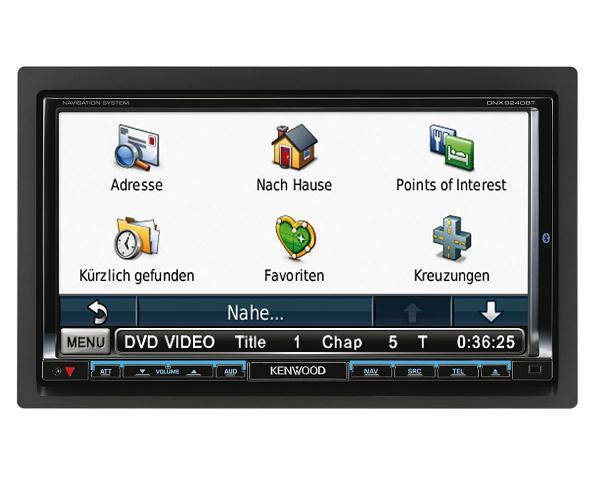 NAVIGATION SYSTEM DNX9240BT
Adresse Nach Hause Points of Interest
Kürzlich gefunden Favoriten Kreuzungen
Nahe...
MENU DVD VIDEO Title 1 Chap 5 T 0:36:25
ATT VOLUME AUD KENWOOD NAV SRC TEL